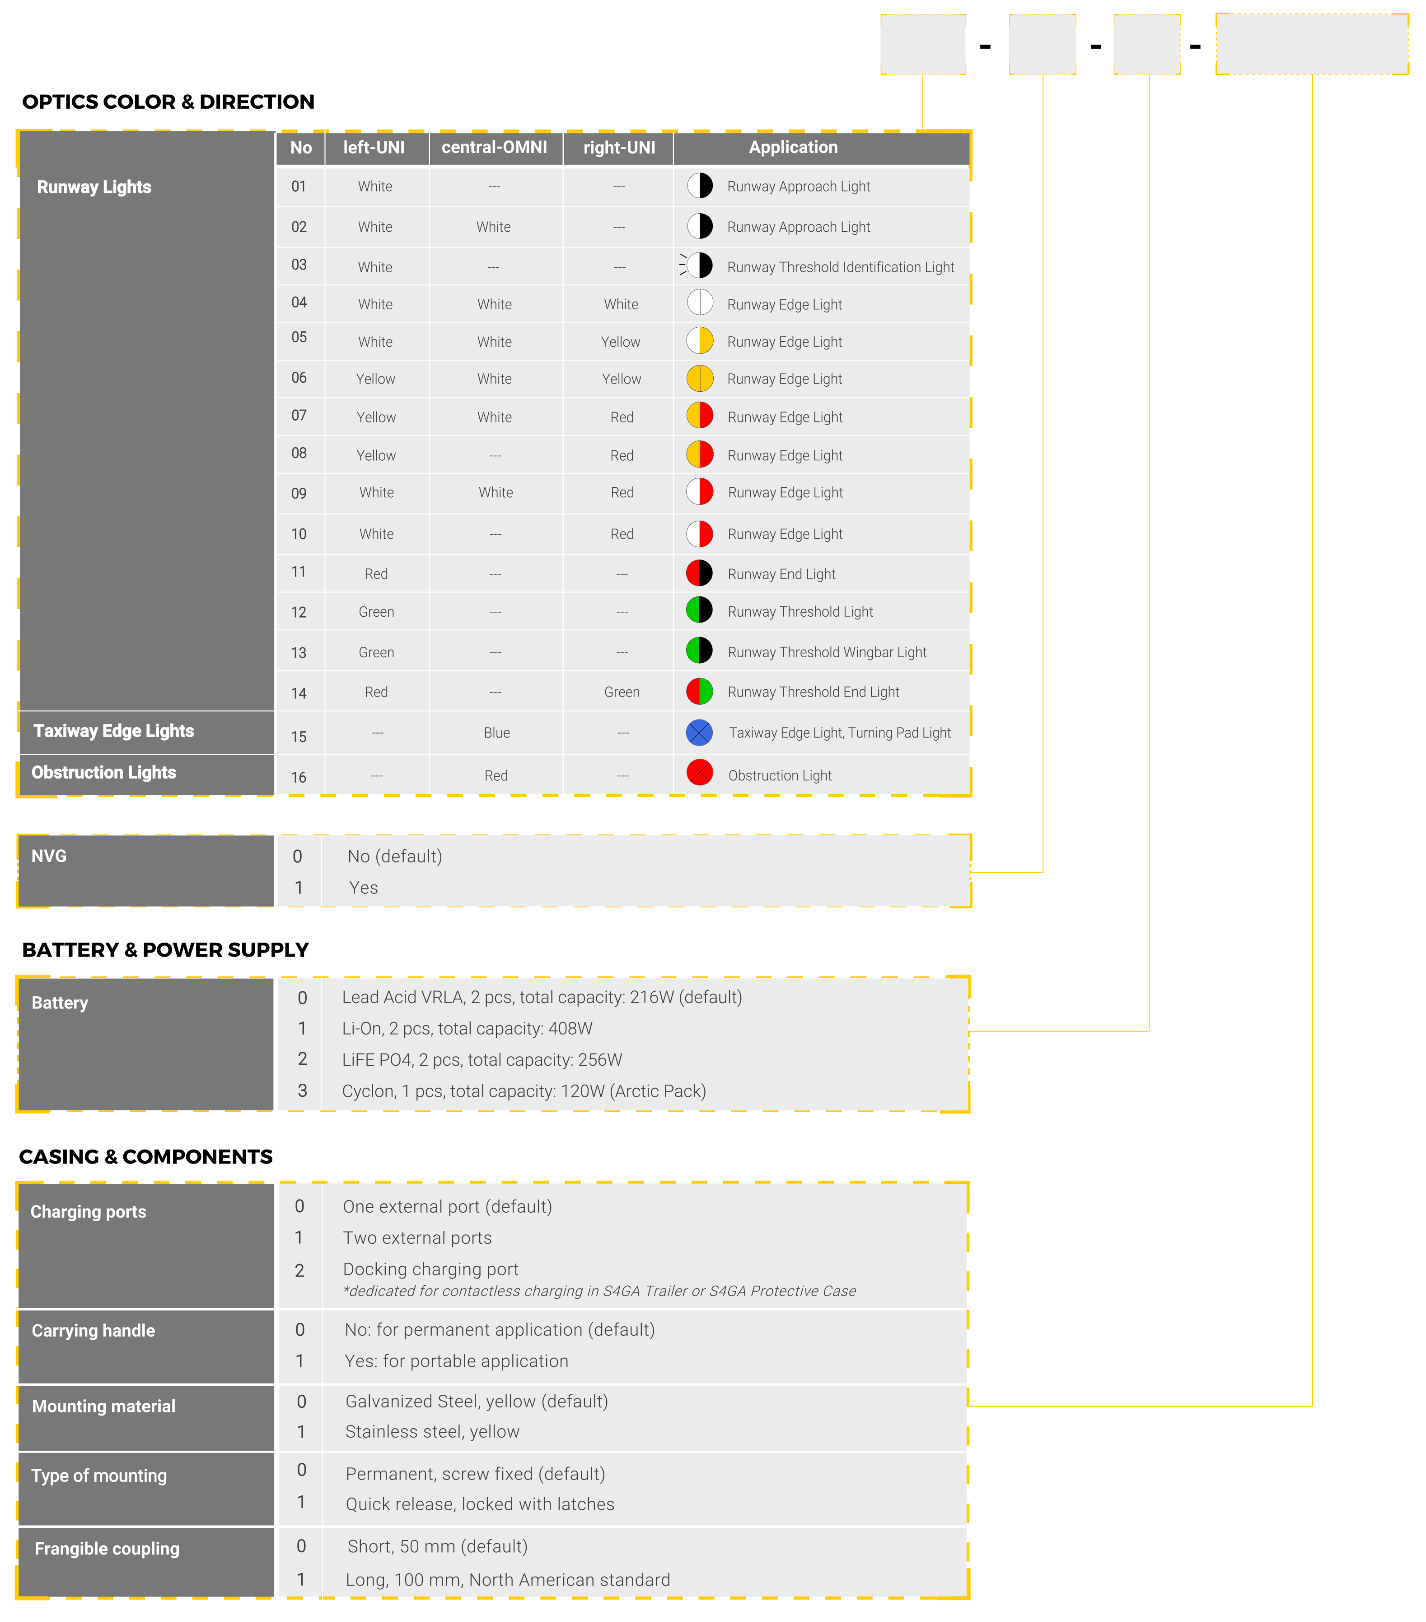 - - -
OPTICS COLOR & DIRECTION
No left-UNI central-OMNI right-UNI Application
Runway Lights
01 White --- --- Runway Approach Light
02 White White --- Runway Approach Light
03 White --- --- Runway Threshold Identification Light
04 White White White Runway Edge Light
05 White White Yellow Runway Edge Light
06 Yellow White Yellow Runway Edge Light
07 Yellow White Red Runway Edge Light
08 Yellow --- Red Runway Edge Light
09 White White Red Runway Edge Light
10 White --- Red Runway Edge Light
11 Red --- --- Runway End Light
12 Green --- --- Runway Threshold Light
13 Green --- --- Runway Threshold Wingbar Light
14 Red --- Green Runway Threshold End Light
Taxiway Edge Lights 15 --- Blue --- Taxiway Edge Light, Turning Pad Light
Obstruction Lights 16 --- Red --- Obstruction Light
NVG 0 No (default)
1 Yes
BATTERY & POWER SUPPLY
Battery 0 Lead Acid VRLA, 2 pcs, total capacity: 216W (default)
1 Li-On, 2 pcs, total capacity: 408W
2 LiFE PO4, 2 pcs, total capacity: 256W
3 Cyclon, 1 pcs, total capacity: 120W (Arctic Pack)
CASING & COMPONENTS
Charging ports 0 One external port (default)
1 Two external ports
2 Docking charging port
*dedicated for contactless charging in S4GA Trailer or S4GA Protective Case
Carrying handle 0 No: for permanent application (default)
1 Yes: for portable application
Mounting material 0 Galvanized Steel, yellow (default)
1 Stainless steel, yellow
Type of mounting 0 Permanent, screw fixed (default)
1 Quick release, locked with latches
Frangible coupling 0 Short, 50 mm (default)
1 Long, 100 mm, North American standard